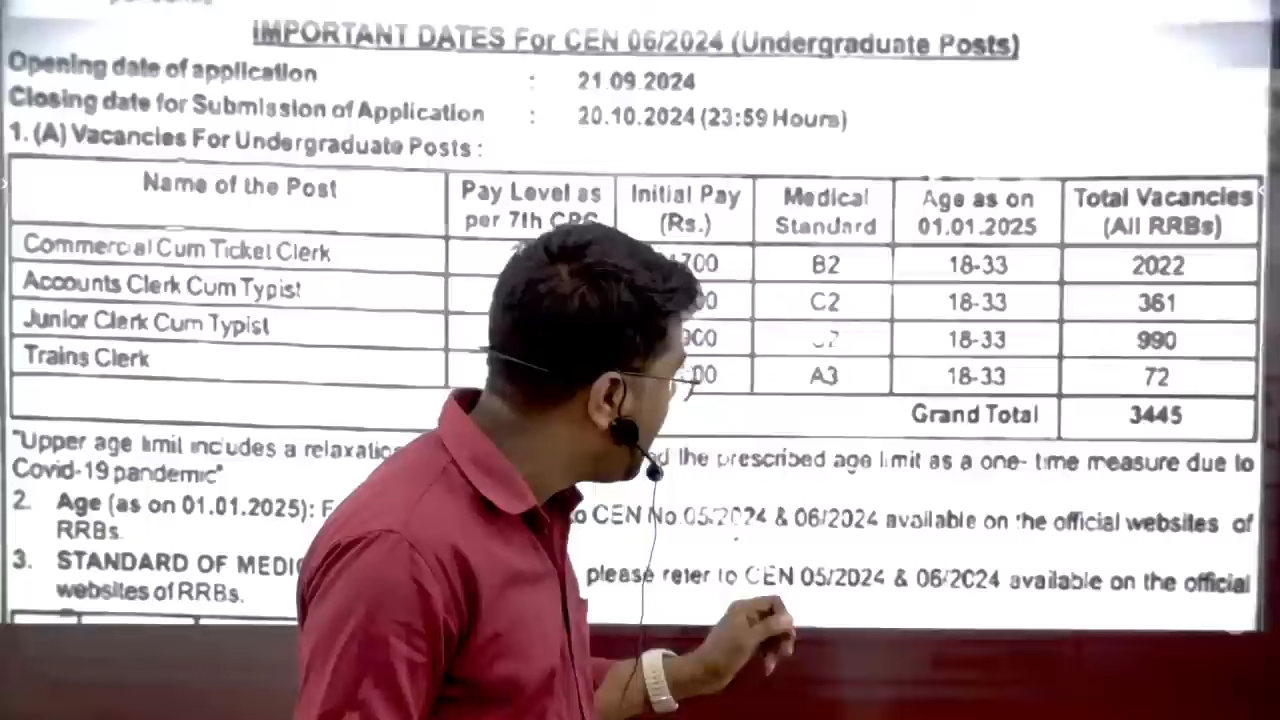 IMPORTANT DATES For CEN 06/2024 (Undergraduate Posts)
Opening date of application : 21.09.2024
Closing date for Submission of Application : 20.10.2024 (23:59 Hours)
1. (A) Vacancies For Undergraduate Posts :
Name of the Post Pay Level as per 7th CPC Initial Pay (Rs.) Medical Standard Age as on 01.01.2025 Total Vacancies (All RRBs)
Commercial Cum Ticket Clerk 700 B2 18-33 2022
Accounts Clerk Cum Typist 00 C2 18-33 361
Junior Clerk Cum Typist 900 18-33 990
Trains Clerk 00 A3 18-33 72
Grand Total 3445
"Upper age limit includes a the prescribed age limit as a one- time measure due to
Covid-19 pandemic"
2. Age (as on 01.01.2025): CEN No.05/2024 & 06/2024 available on the official websites of
RRBs.
3. STANDARD OF please refer to CEN 05/2024 & 06/2024 available on the official
websites of RRBs.